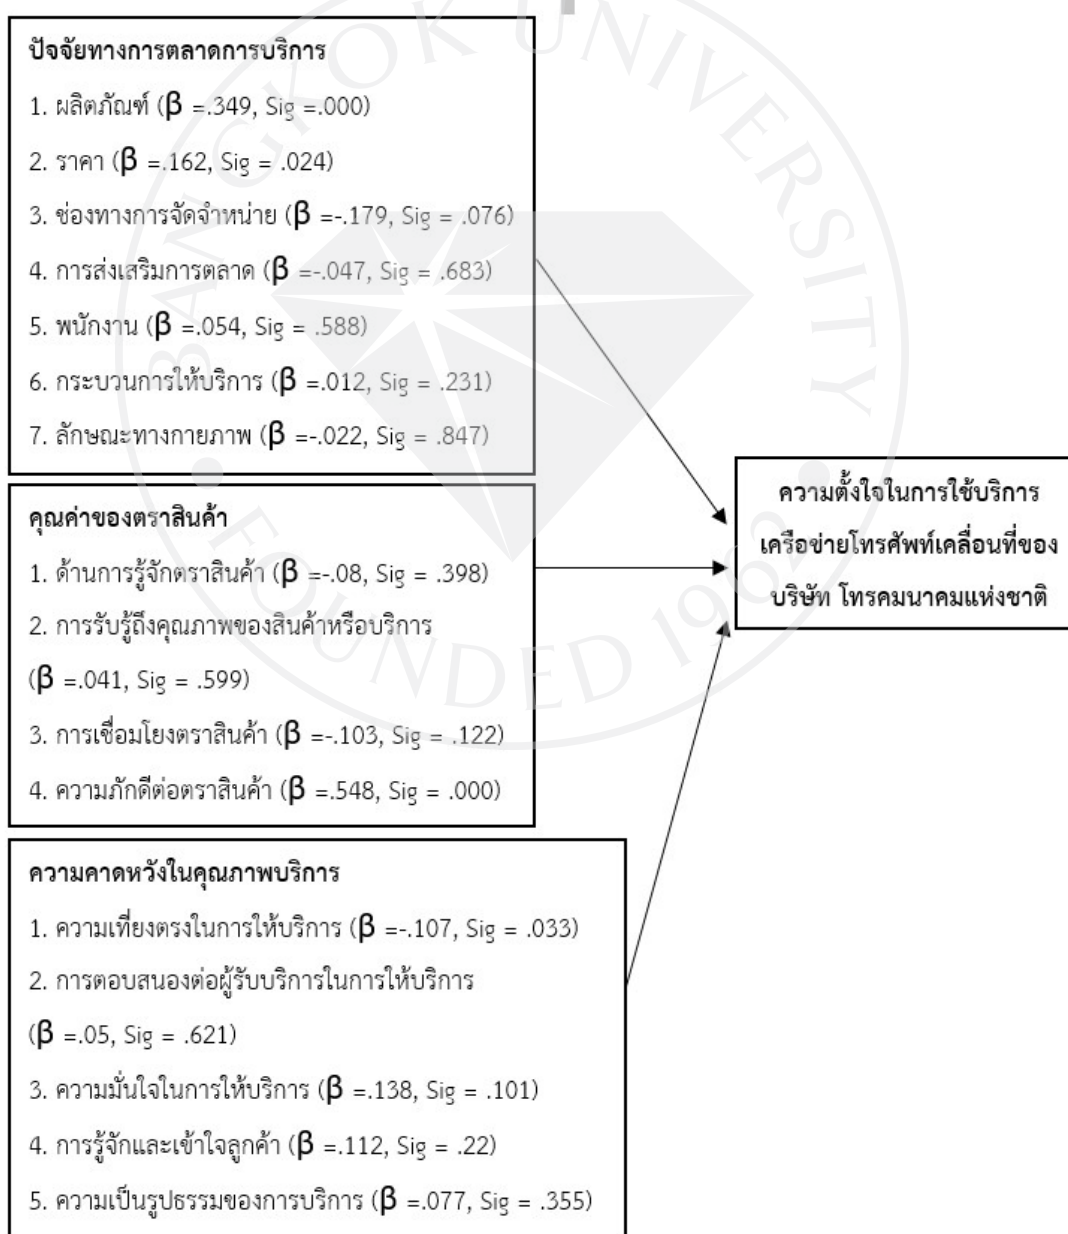 ปัจจัยทางการตลาดการบริการ
1. ผลิตภัณฑ์ (β =.349, Sig =.000)
2. ราคา (β =.162, Sig = .024)
3. ช่องทางการจัดจำหน่าย (β =-.179, Sig = .076)
4. การส่งเสริมการตลาด (β =-.047, Sig = .683)
5. พนักงาน (β =.054, Sig = .588)
6. กระบวนการให้บริการ (β =.012, Sig = .231)
7. ลักษณะทางกายภาพ (β =-.022, Sig = .847)
คุณค่าของตราสินค้า
1. ด้านการรู้จักตราสินค้า (β =-.08, Sig = .398)
2. การรับรู้ถึงคุณภาพของสินค้าหรือบริการ
(β =.041, Sig = .599)
3. การเชื่อมโยงตราสินค้า (β =-.103, Sig = .122)
4. ความภักดีต่อตราสินค้า (β =.548, Sig = .000)
ความคาดหวังในคุณภาพบริการ
1. ความเที่ยงตรงในการให้บริการ (β =-.107, Sig = .033)
2. การตอบสนองต่อผู้รับบริการในการให้บริการ
(β =.05, Sig = .621)
3. ความมั่นใจในการให้บริการ (β =.138, Sig = .101)
4. การรู้จักและเข้าใจลูกค้า (β =.112, Sig = .22)
5. ความเป็นรูปธรรมของการบริการ (β =.077, Sig = .355)
ความตั้งใจในการใช้บริการ
เครือข่ายโทรศัพท์เคลื่อนที่ของ
บริษัท โทรคมนาคมแห่งชาติ
BANGKOK UNIVERSITY
FOUNDED 1962